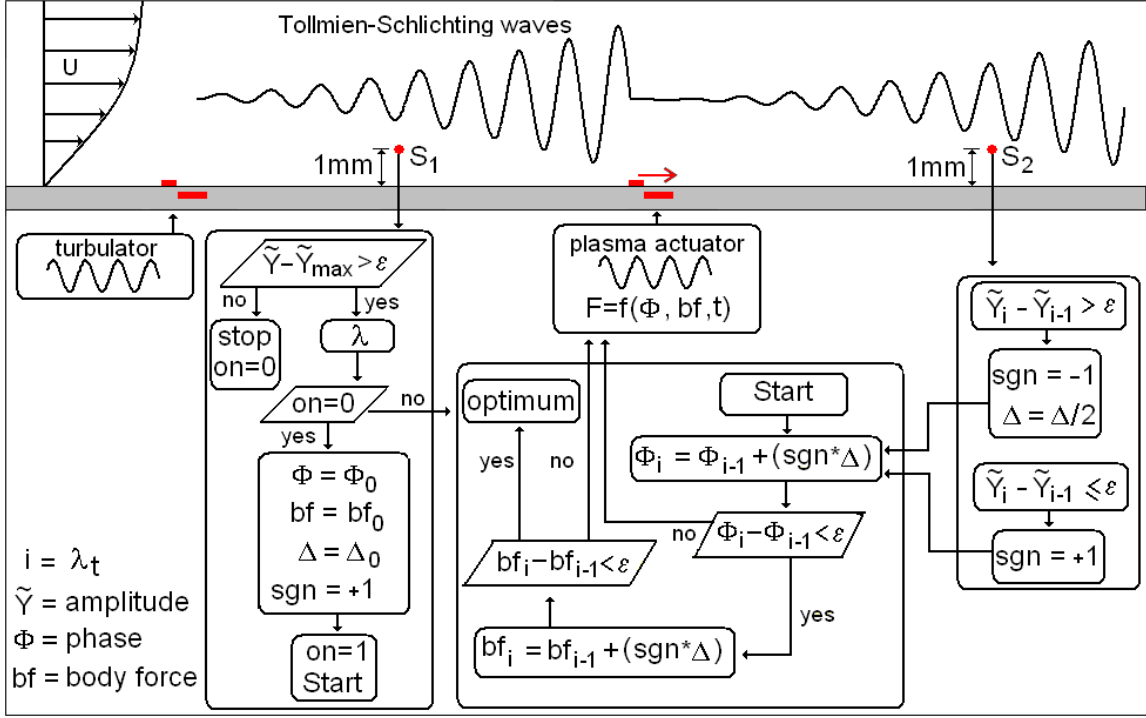 Tollmien-Schlichting waves
U
1mm
S₁
1mm
S₂
turbulator
Ỹ–Ỹmax>ε
no
yes
stop
on=0
λ
on=0
no
yes
Φ = Φ₀
bf = bf₀
Δ = Δ₀
sgn = +1
on=1
Start
i = λt
Ỹ = amplitude
Φ = phase
bf = body force
plasma actuator
F=f(Φ, bf,t)
optimum
Start
Φi = Φi-1 + (sgn*Δ)
yes
no
no
Φi–Φi-1<ε
bfi–bfi-1<ε
yes
bfi = bfi-1 + (sgn*Δ)
Ỹi – Ỹi-1 > ε
sgn = -1
Δ = Δ/2
Ỹi – Ỹi-1 ⩽ ε
sgn = +1